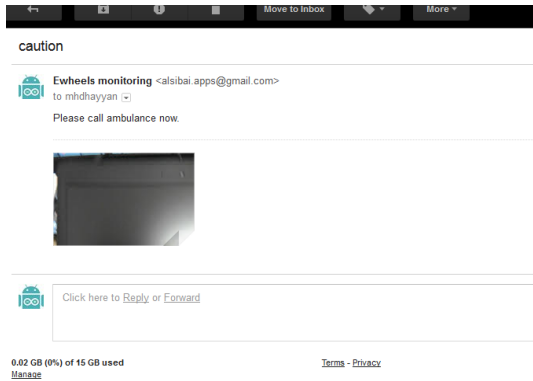 Move to Inbox More
caution
Ewheels monitoring <alsibai.apps@gmail.com>
to mhdhayyan
Please call ambulance now.
Click here to Reply or Forward
0.02 GB (0%) of 15 GB used Terms - Privacy
Manage